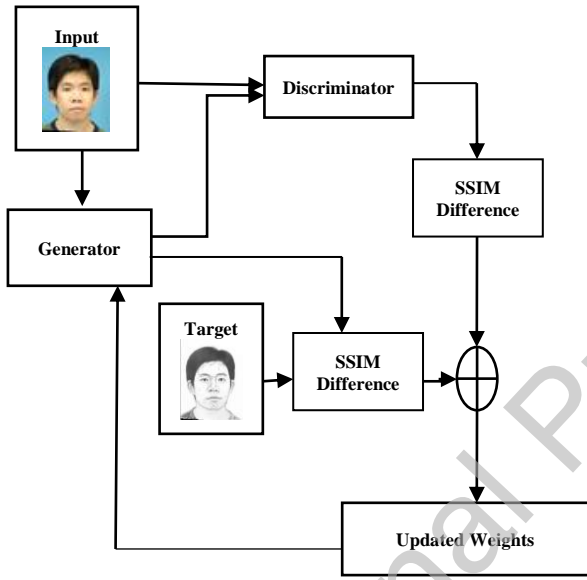 Input
Discriminator
SSIM
Difference
Generator
Target
SSIM
Difference
Updated Weights